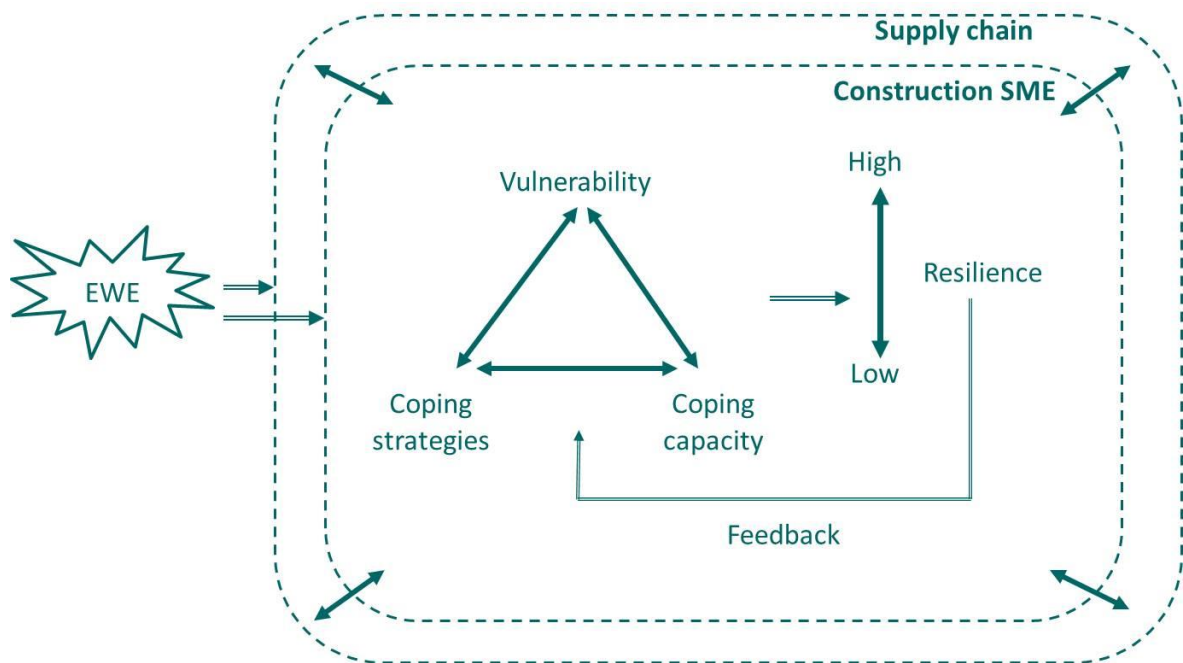 Supply chain
Construction SME
High
Vulnerability
Resilience
EWE
Low
Coping
strategies
Coping
capacity
Feedback